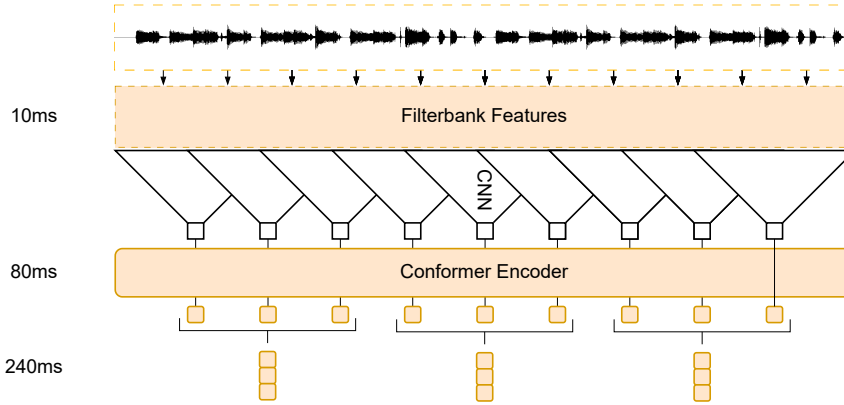 10ms
Filterbank Features
CNN
80ms
Conformer Encoder
240ms